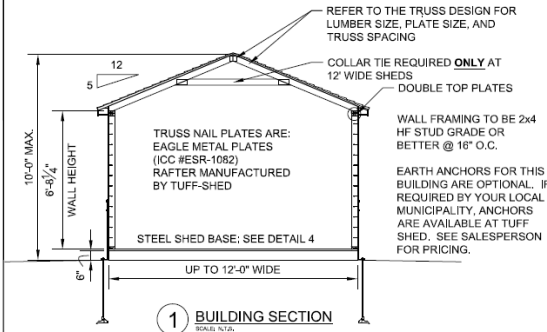 REFER TO THE TRUSS DESIGN FOR
LUMBER SIZE, PLATE SIZE, AND
TRUSS SPACING
12
5
COLLAR TIE REQUIRED ONLY AT
12' WIDE SHEDS
DOUBLE TOP PLATES
10'-0" MAX.
6'-8¼"
WALL HEIGHT
TRUSS NAIL PLATES ARE:
EAGLE METAL PLATES
(ICC #ESR-1082)
RAFTER MANUFACTURED
BY TUFF-SHED
WALL FRAMING TO BE 2x4
HF STUD GRADE OR
BETTER @ 16" O.C.
EARTH ANCHORS FOR THIS
BUILDING ARE OPTIONAL. IF
REQUIRED BY YOUR LOCAL
MUNICIPALITY, ANCHORS
ARE AVAILABLE AT TUFF
SHED. SEE SALESPERSON
FOR PRICING.
STEEL SHED BASE; SEE DETAIL 4
6"
UP TO 12'-0" WIDE
1 BUILDING SECTION
SCALE: N.T.S.